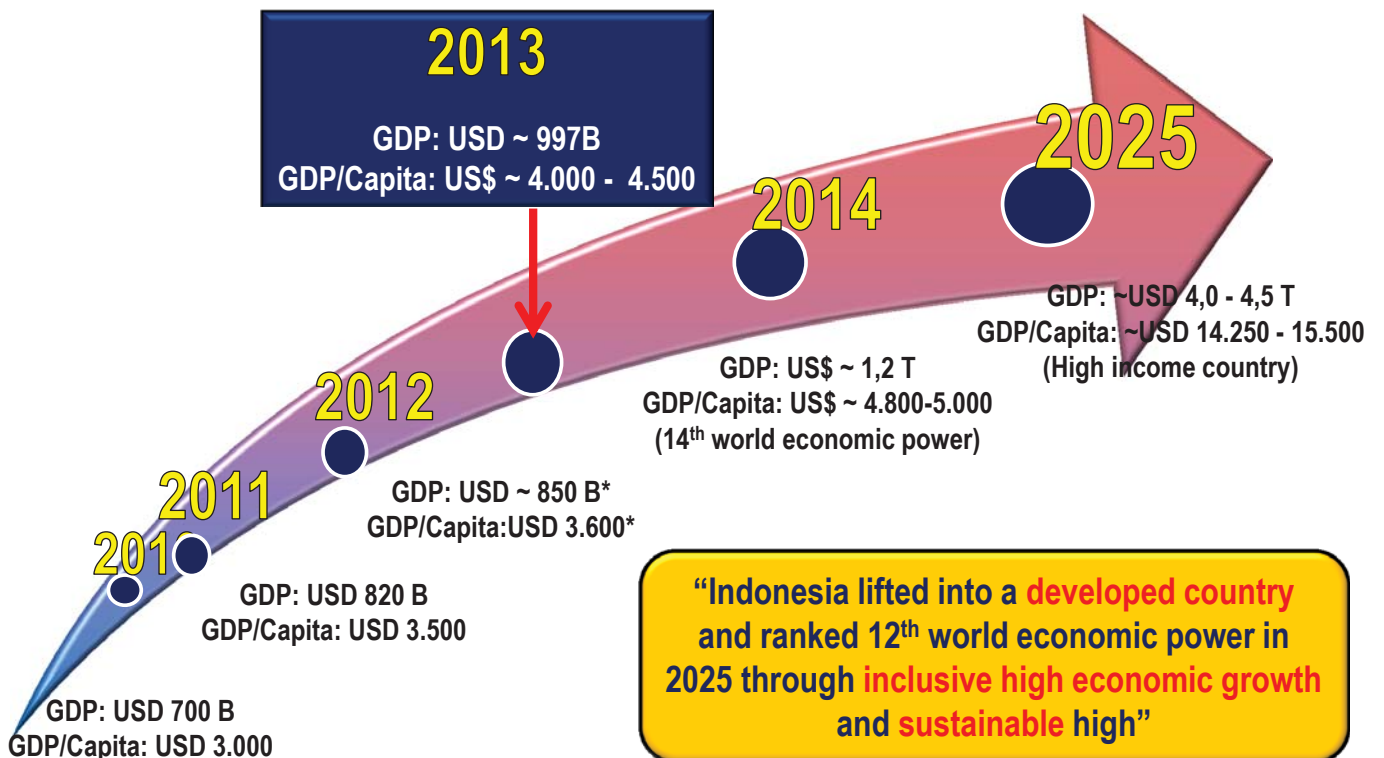 2013
GDP: USD ~ 997B
GDP/Capita: US$ ~ 4.000 - 4.500
2025
GDP: ~USD 4,0 - 4,5 T
GDP/Capita: ~USD 14.250 - 15.500
(High income country)
2014
GDP: US$ ~ 1,2 T
GDP/Capita: US$ ~ 4.800-5.000
(14th world economic power)
2012
GDP: USD ~ 850 B*
GDP/Capita:USD 3.600*
2011
GDP: USD 820 B
GDP/Capita: USD 3.500
2010
GDP: USD 700 B
GDP/Capita: USD 3.000
“Indonesia lifted into a developed country
and ranked 12th world economic power in
2025 through inclusive high economic growth
and sustainable high”